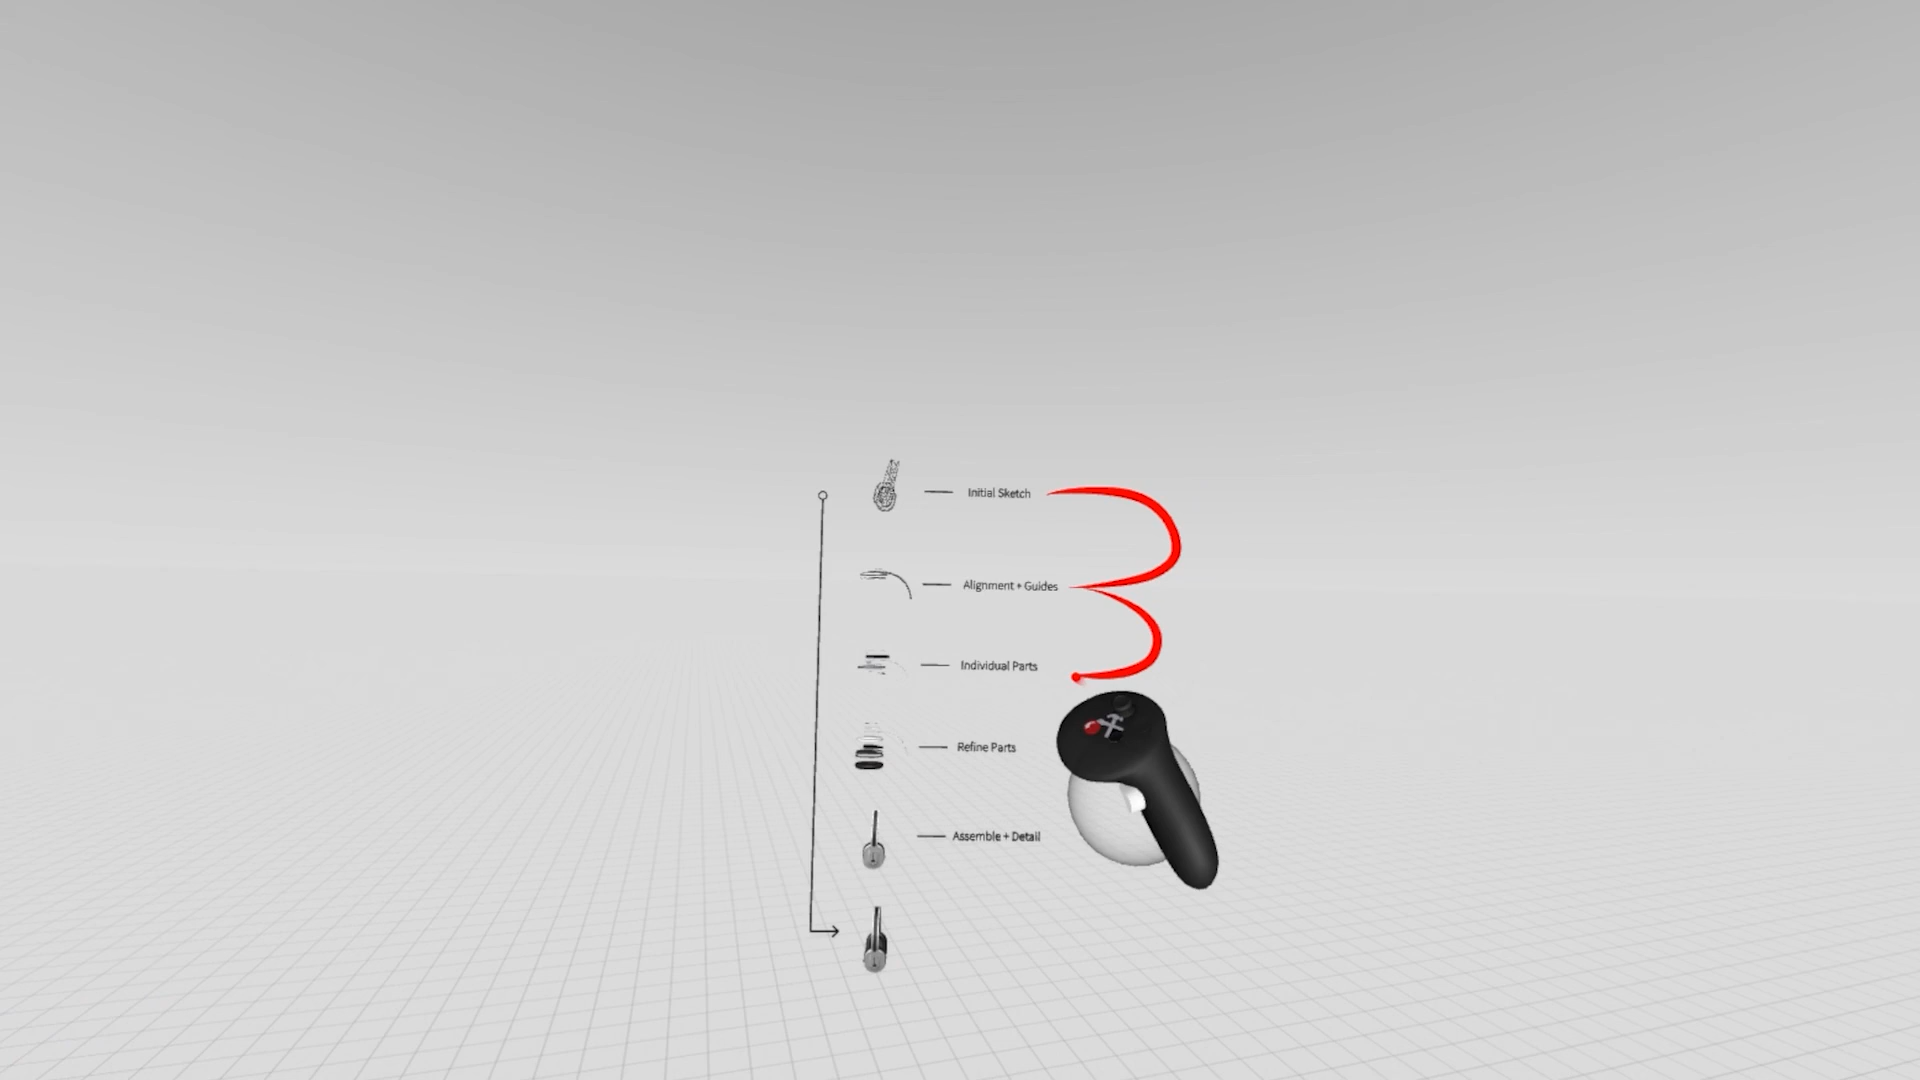 Initial Sketch
Alignment + Guides
Individual Parts
Refine Parts
Assemble + Detail